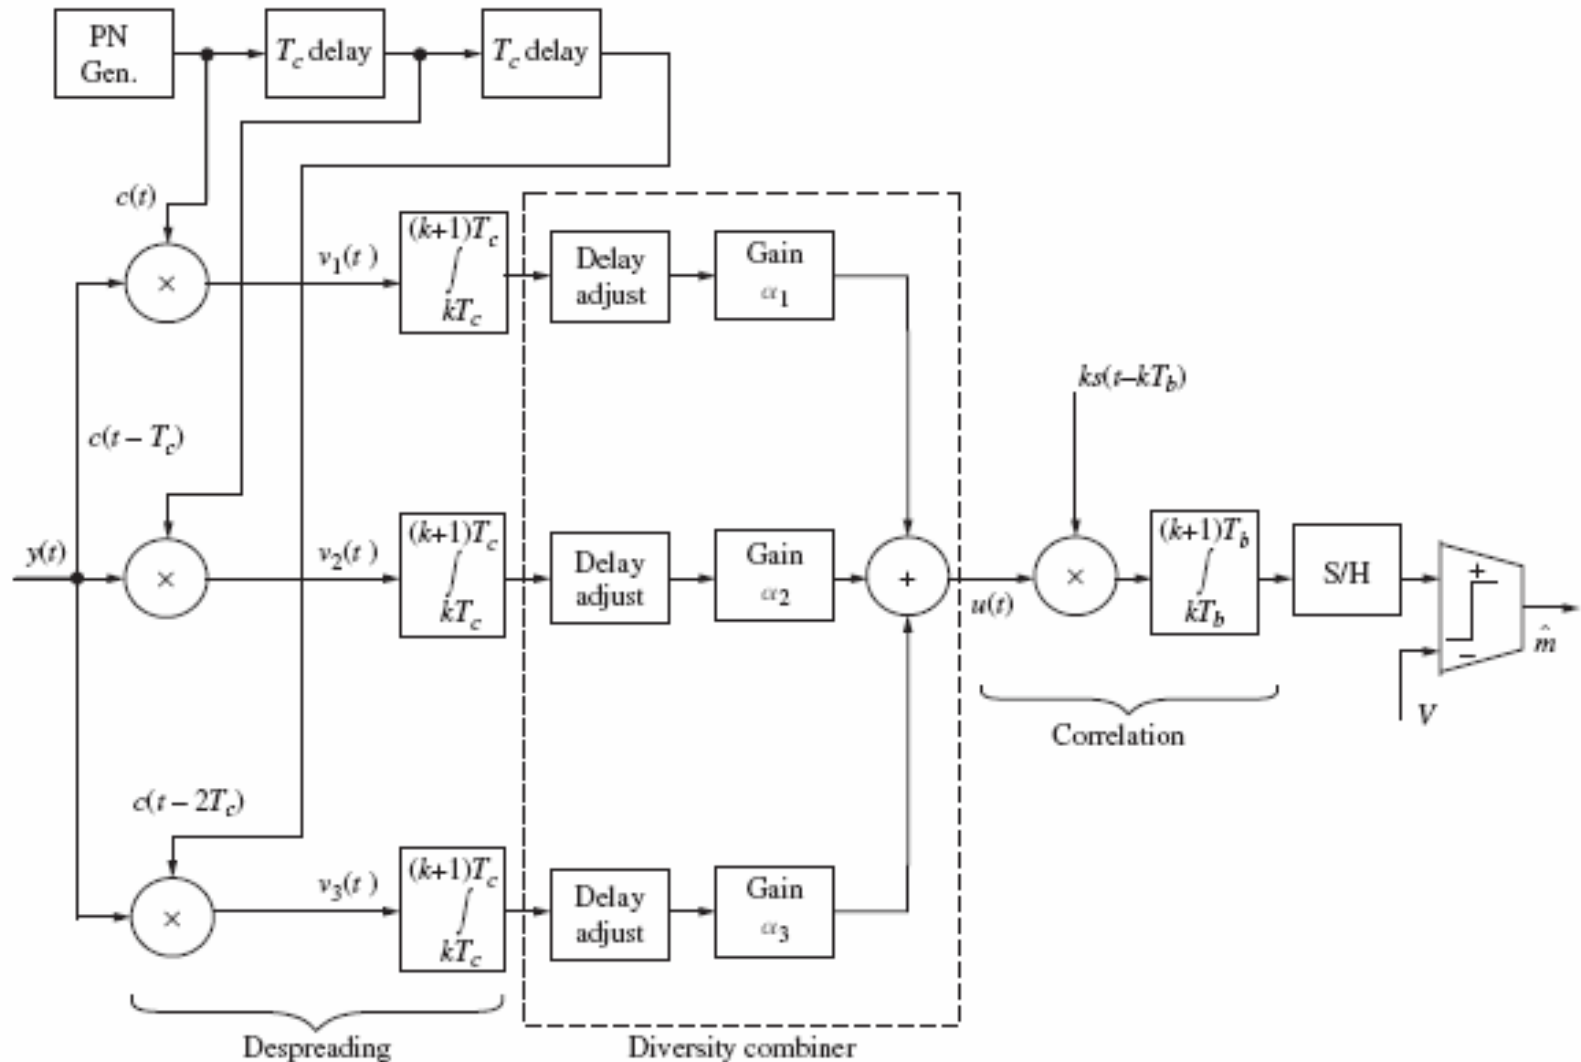 PN
Gen.
T_c delay
T_c delay
c(t)
v_1(t )
(k+1)T_c
∫
kT_c
Delay
adjust
Gain
α_1
ks(t–kT_b)
c(t – T_c)
y(t)
×
v_2(t )
(k+1)T_c
∫
kT_c
Delay
adjust
Gain
α_2
+
u(t)
×
(k+1)T_b
∫
kT_b
S/H
+
–
m̂
V
Correlation
c(t – 2T_c)
×
v_3(t )
(k+1)T_c
∫
kT_c
Delay
adjust
Gain
α_3
×
Despreading
Diversity combiner